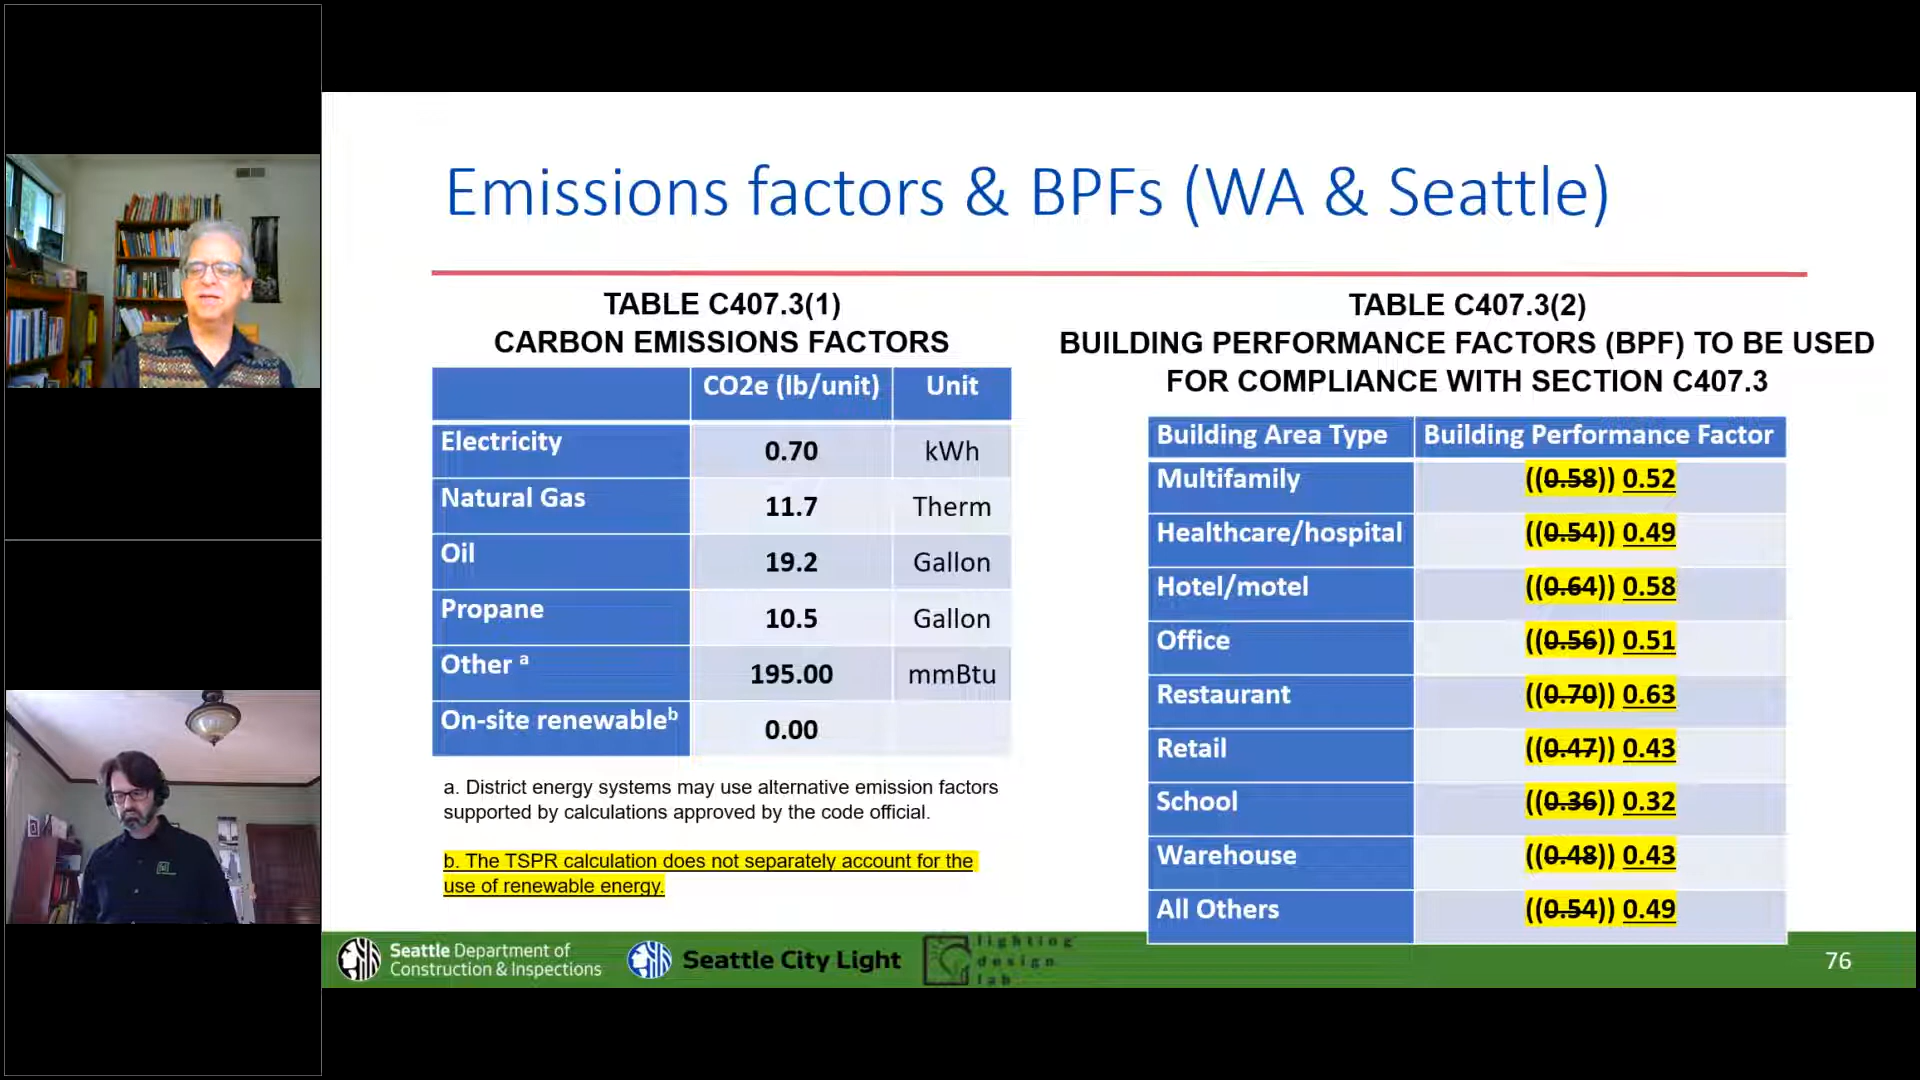 Emissions factors & BPFs (WA & Seattle)
TABLE C407.3(1)
CARBON EMISSIONS FACTORS
CO2e (lb/unit) Unit
Electricity 0.70 kWh
Natural Gas 11.7 Therm
Oil 19.2 Gallon
Propane 10.5 Gallon
Other a 195.00 mmBtu
On-site renewable b 0.00
a. District energy systems may use alternative emission factors
supported by calculations approved by the code official.
b. The TSPR calculation does not separately account for the
use of renewable energy.
TABLE C407.3(2)
BUILDING PERFORMANCE FACTORS (BPF) TO BE USED
FOR COMPLIANCE WITH SECTION C407.3
Building Area Type Building Performance Factor
Multifamily ((0.58)) 0.52
Healthcare/hospital ((0.54)) 0.49
Hotel/motel ((0.64)) 0.58
Office ((0.56)) 0.51
Restaurant ((0.70)) 0.63
Retail ((0.47)) 0.43
School ((0.36)) 0.32
Warehouse ((0.48)) 0.43
All Others ((0.54)) 0.49
Seattle Department of
Construction & Inspections
Seattle City Light
lighting
design
lab
76